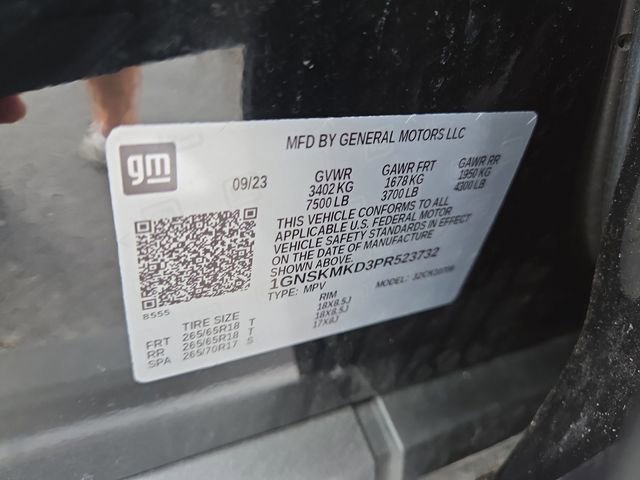 MFD BY GENERAL MOTORS LLC
gm
09/23
GVWR GAWR FRT GAWR RR
3402 KG 1678 KG 1950 KG
7500 LB 3700 LB 4300 LB
THIS VEHICLE CONFORMS TO ALL
APPLICABLE U.S. FEDERAL MOTOR
VEHICLE SAFETY STANDARDS IN EFFECT
ON THE DATE OF MANUFACTURE
SHOWN ABOVE.
1GNSKMKD3PR523732
TYPE: MPV MODEL:
8555
TIRE SIZE RIM
FRT 265/65R18 T 18X8.5J
RR 265/65R18 T 18X8.5J
SPA 265/70R17 S 17X8J